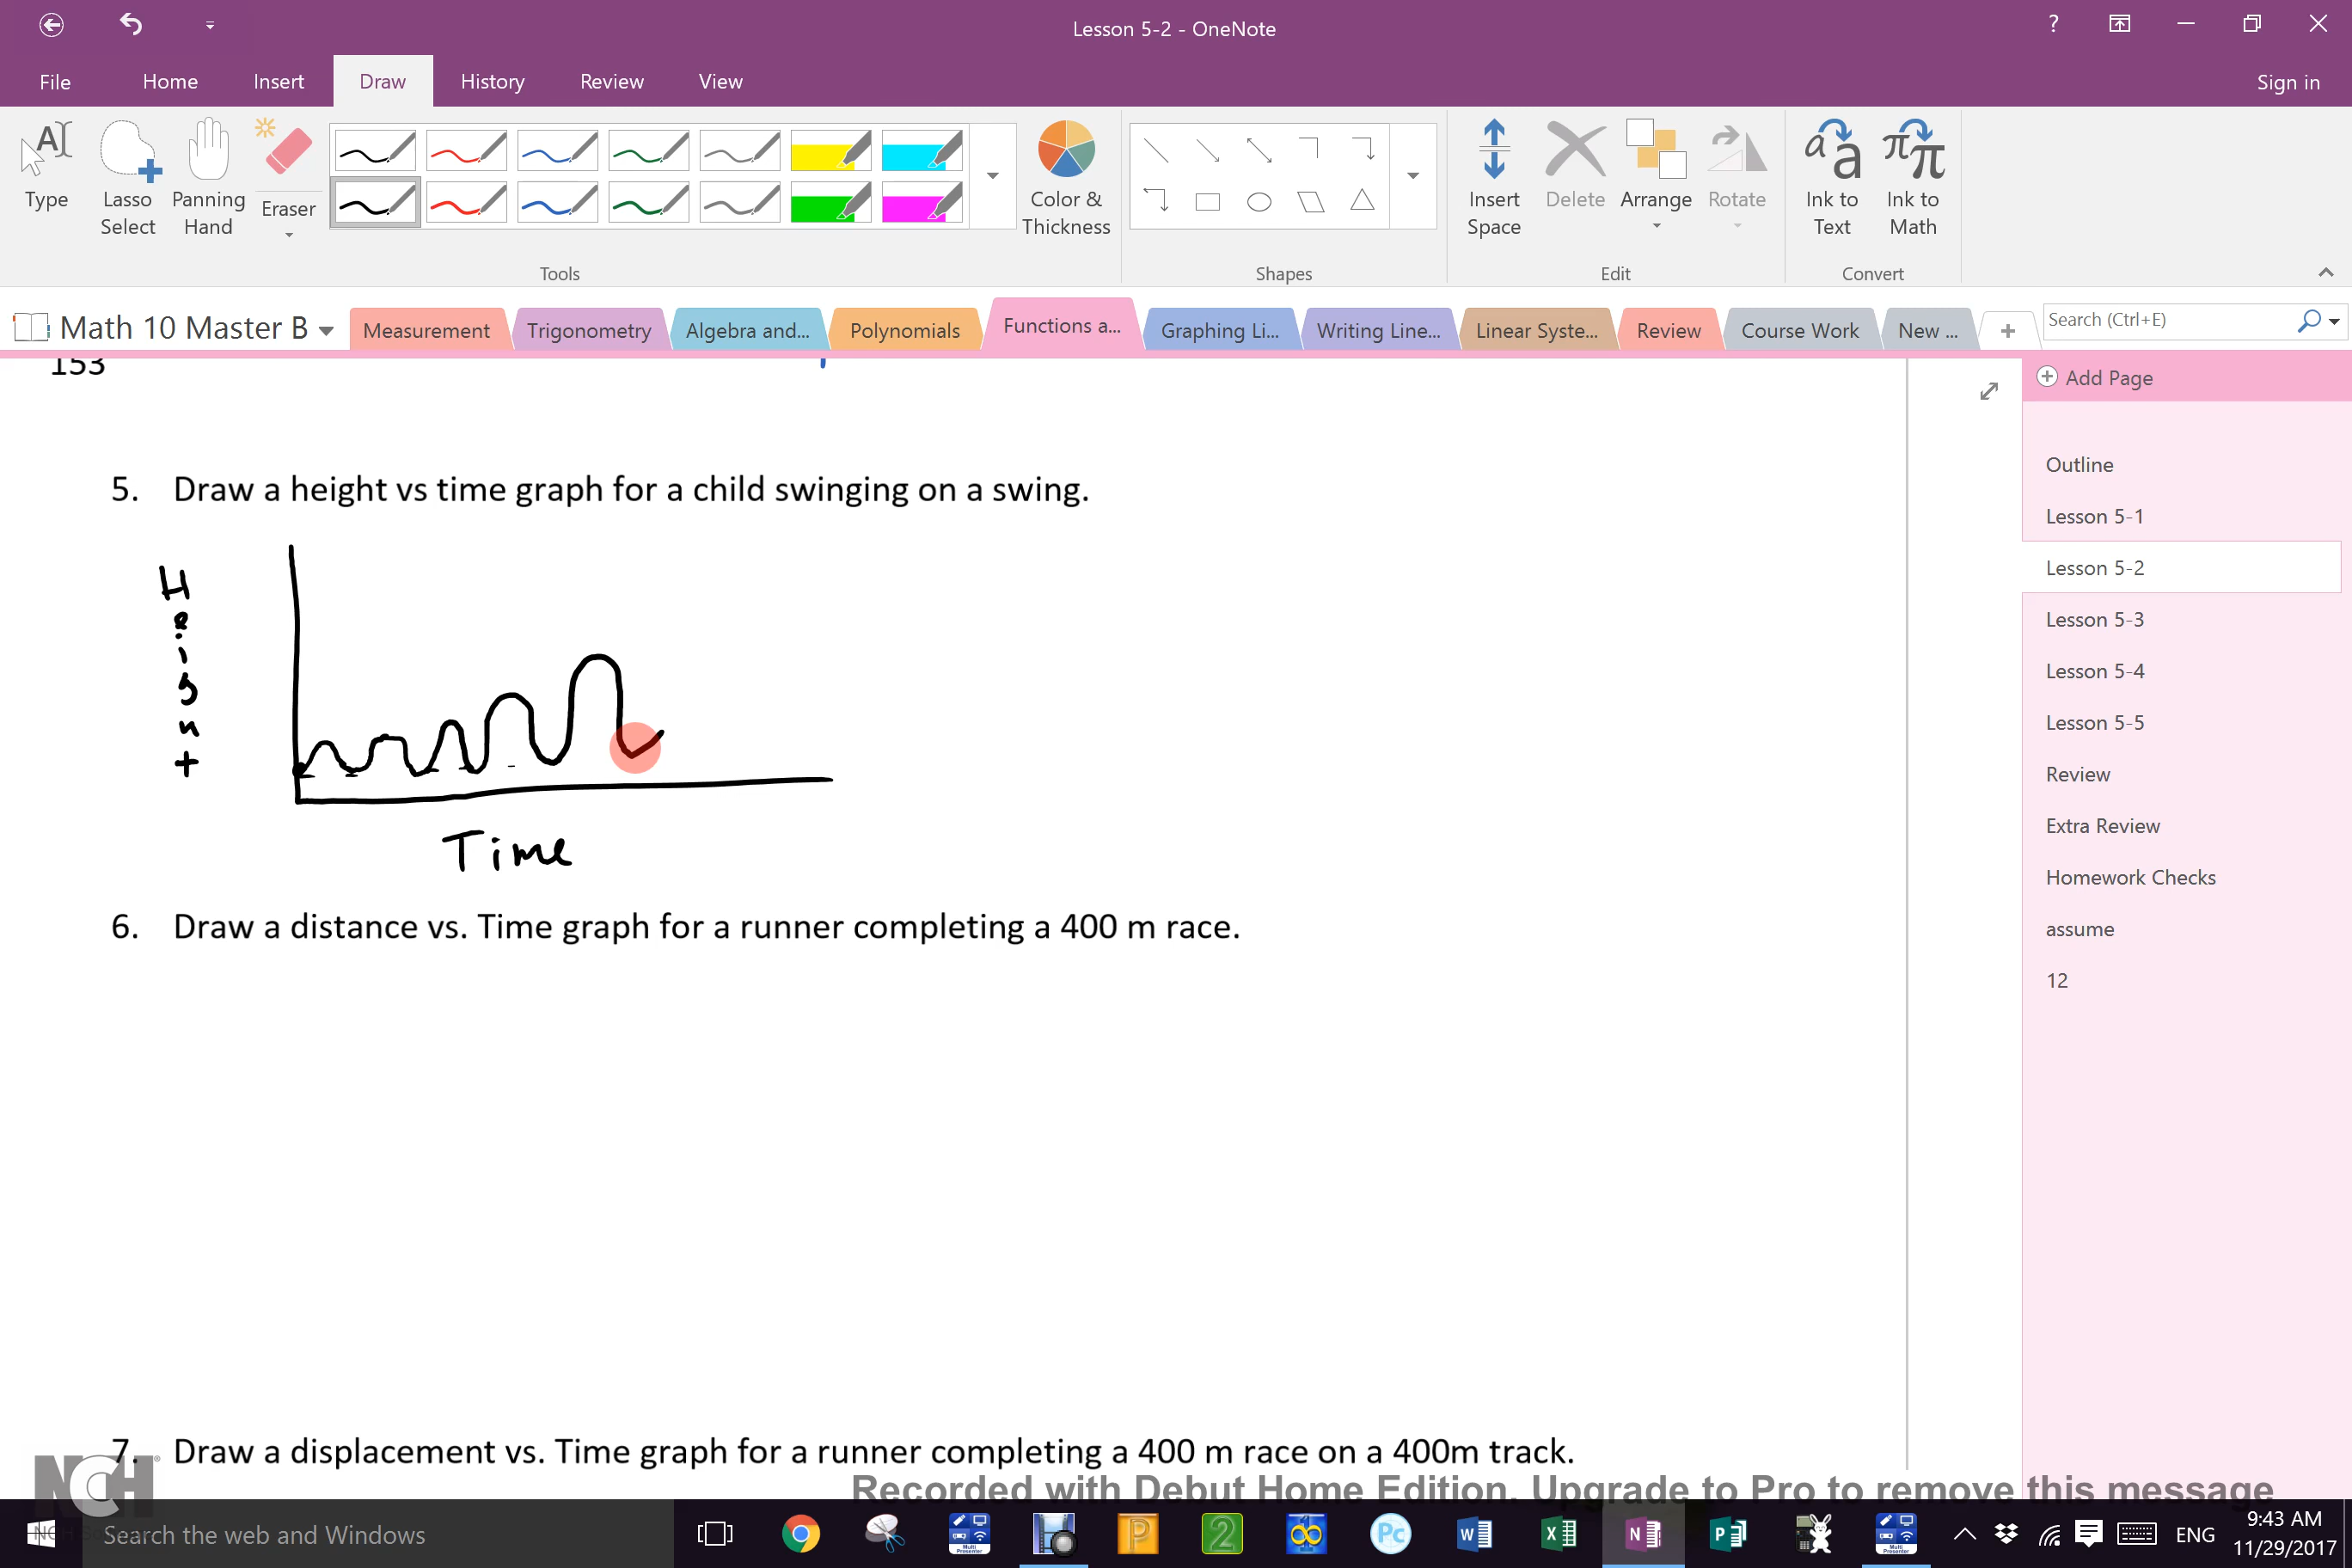 Lesson 5-2 - OneNote
?
File Home Insert Draw History Review View Sign in
Type
Lasso Select
Panning Hand
Eraser
Color & Thickness
Insert Space
Delete
Arrange
Rotate
Ink to Text
Ink to Math
Tools
Shapes
Edit
Convert
Math 10 Master B
Measurement
Trigonometry
Algebra and...
Polynomials
Functions a...
Graphing Li...
Writing Line...
Linear Syste...
Review
Course Work
New ...
Search (Ctrl+E)
153
Add Page
Outline
Lesson 5-1
Lesson 5-2
Lesson 5-3
Lesson 5-4
Lesson 5-5
Review
Extra Review
Homework Checks
assume
12
5. Draw a height vs time graph for a child swinging on a swing.
Height
Time
6. Draw a distance vs. Time graph for a runner completing a 400 m race.
7. Draw a displacement vs. Time graph for a runner completing a 400 m race on a 400m track.
NCH
Recorded with Debut Home Edition. Upgrade to Pro to remove this message
Search the web and Windows
ENG
9:43 AM
11/29/2017